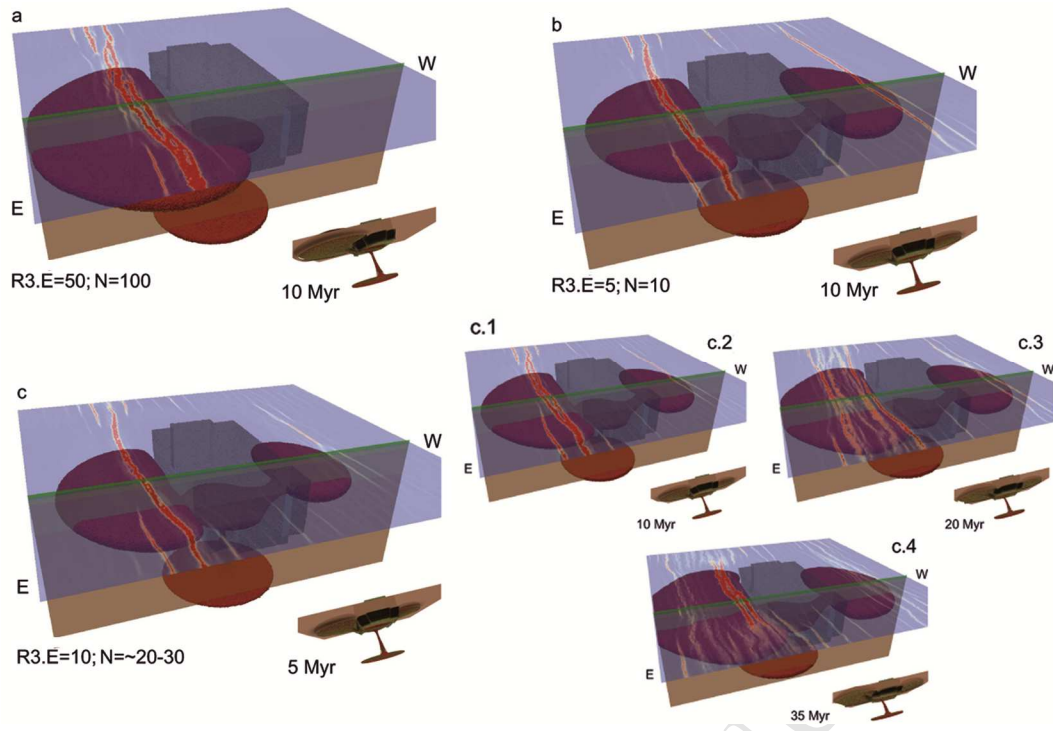 a
W
E
R3.E=50; N=100
10 Myr
b
W
E
R3.E=5; N=10
10 Myr
c
W
E
R3.E=10; N=~20-30
5 Myr
c.1
c.2
W
E
10 Myr
c.3
W
E
20 Myr
c.4
W
E
35 Myr